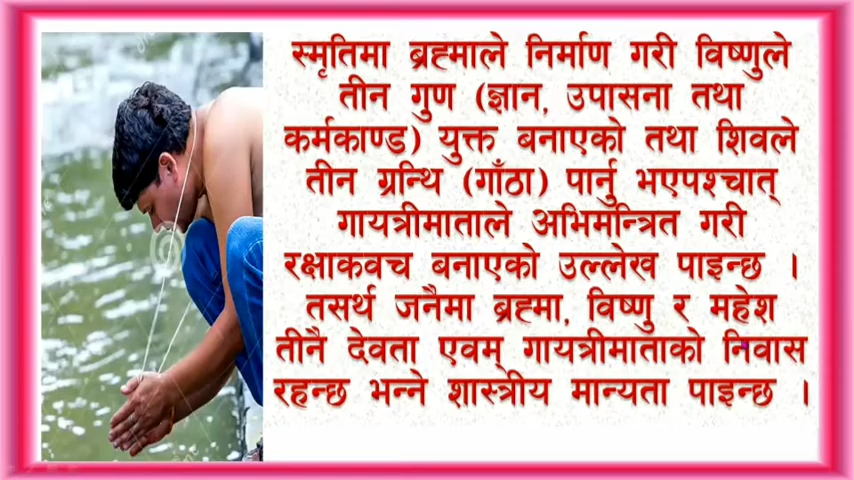 स्मृतिमा ब्रह्माले निर्माण गरी विष्णुले
तीन गुण (ज्ञान, उपासना तथा
कर्मकाण्ड) युक्त बनाएको तथा शिवले
तीन ग्रन्थि (गाँठा) पार्नु भएपश्चात्
गायत्रीमाताले अभिमन्त्रित गरी
रक्षाकवच बनाएको उल्लेख पाइन्छ ।
तसर्थ जनैमा ब्रह्मा, विष्णु र महेश
तीनै देवता एवम् गायत्रीमाताको निवास
रहन्छ भन्ने शास्त्रीय मान्यता पाइन्छ ।